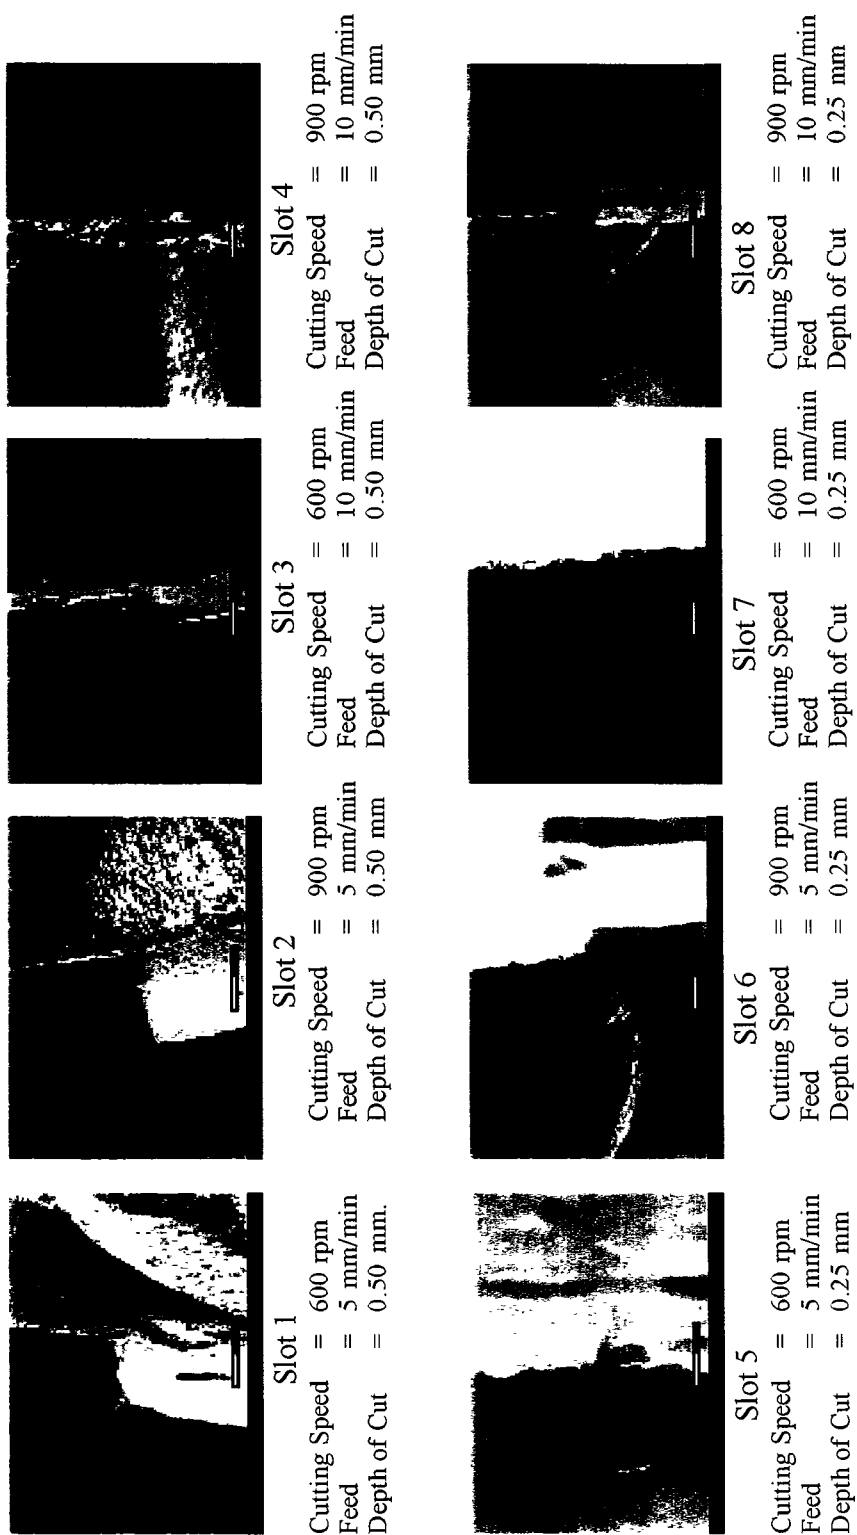 Slot 1
Cutting Speed = 600 rpm
Feed = 5 mm/min
Depth of Cut = 0.50 mm.
Slot 2
Cutting Speed = 900 rpm
Feed = 5 mm/min
Depth of Cut = 0.50 mm
Slot 3
Cutting Speed = 600 rpm
Feed = 10 mm/min
Depth of Cut = 0.50 mm
Slot 4
Cutting Speed = 900 rpm
Feed = 10 mm/min
Depth of Cut = 0.50 mm
Slot 5
Cutting Speed = 600 rpm
Feed = 5 mm/min
Depth of Cut = 0.25 mm
Slot 6
Cutting Speed = 900 rpm
Feed = 5 mm/min
Depth of Cut = 0.25 mm
Slot 7
Cutting Speed = 600 rpm
Feed = 10 mm/min
Depth of Cut = 0.25 mm
Slot 8
Cutting Speed = 900 rpm
Feed = 10 mm/min
Depth of Cut = 0.25 mm